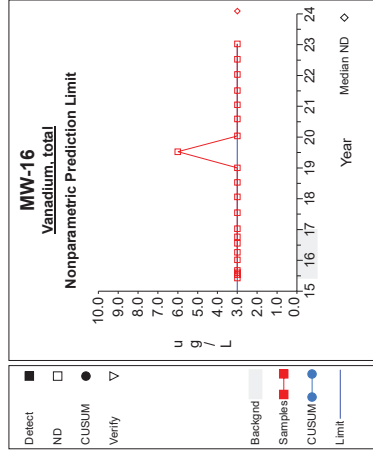 MW-16
Vanadium, total
Nonparametric Prediction Limit
10.0
9.0
8.0
7.0
6.0
5.0
4.0
3.0
2.0
1.0
0.0
u g/ L
15 16 17 18 19 20 21 22 23 24
Year
Median ND
Detect
ND
CUSUM
Verify
Backgnd
Samples
CUSUM
Limit